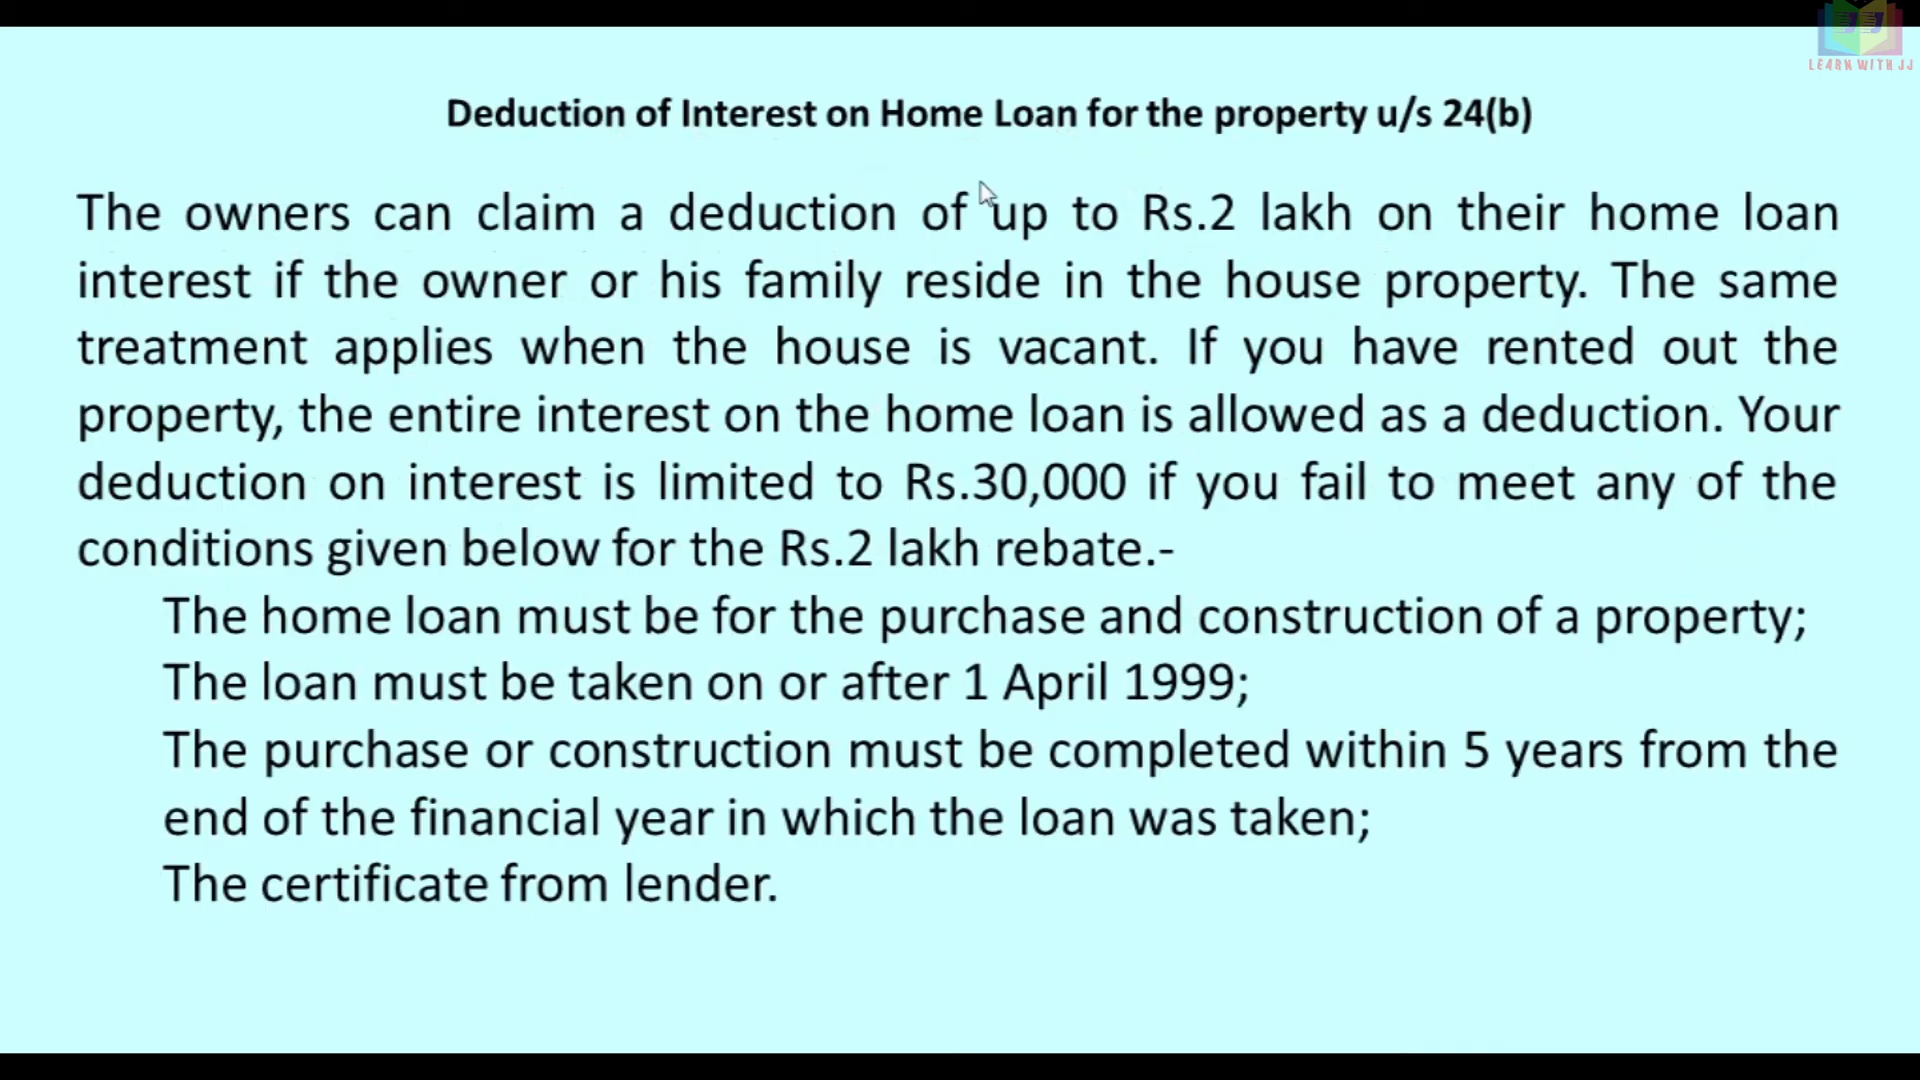 LEARN WITH JJ
Deduction of Interest on Home Loan for the property u/s 24(b)
The owners can claim a deduction of up to Rs.2 lakh on their home loan
interest if the owner or his family reside in the house property. The same
treatment applies when the house is vacant. If you have rented out the
property, the entire interest on the home loan is allowed as a deduction. Your
deduction on interest is limited to Rs.30,000 if you fail to meet any of the
conditions given below for the Rs.2 lakh rebate.-
The home loan must be for the purchase and construction of a property;
The loan must be taken on or after 1 April 1999;
The purchase or construction must be completed within 5 years from the
end of the financial year in which the loan was taken;
The certificate from lender.